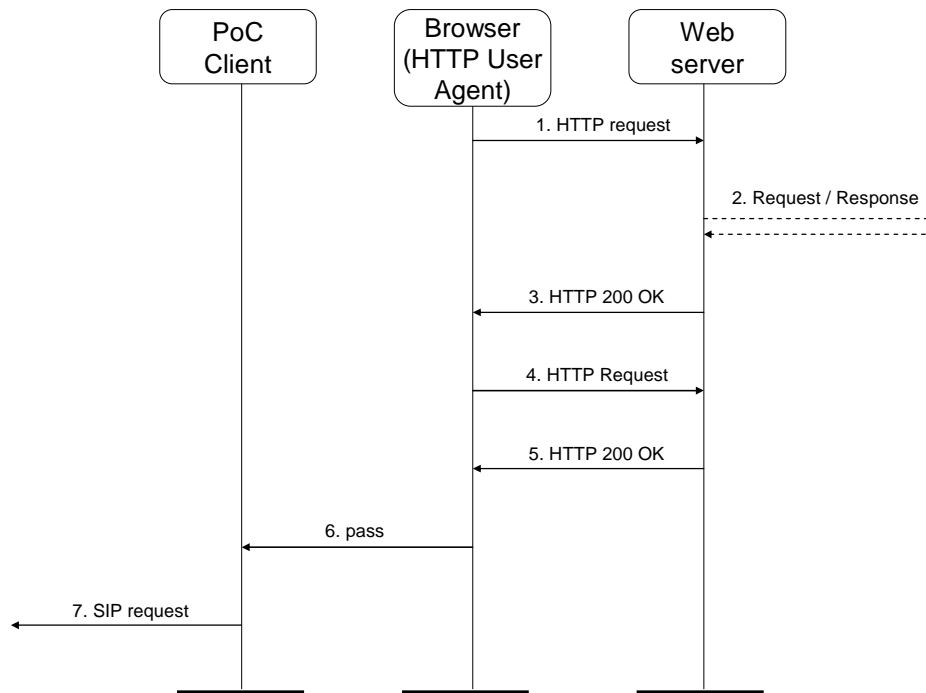 PoC
Client
Browser
(HTTP User
Agent)
Web
server
1. HTTP request
2. Request / Response
3. HTTP 200 OK
4. HTTP Request
5. HTTP 200 OK
6. pass
7. SIP request